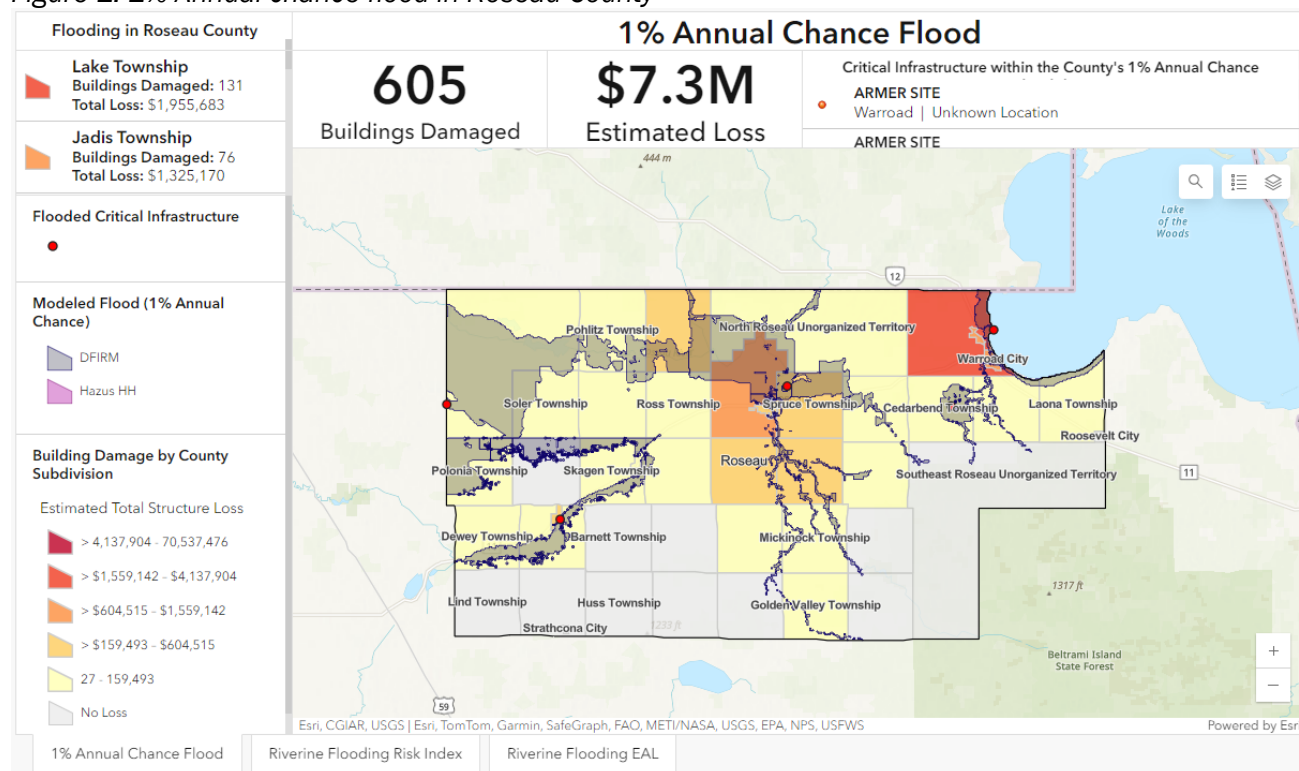 Flooding in Roseau County
Lake Township
Buildings Damaged: 131
Total Loss: $1,955,683
Jadis Township
Buildings Damaged: 76
Total Loss: $1,325,170
Flooded Critical Infrastructure
Modeled Flood (1% Annual
Chance)
DFIRM
Hazus HH
Building Damage by County
Subdivision
Estimated Total Structure Loss
> 4,137,904 - 70,537,476
> $1,559,142 - $4,137,904
> $604,515 - $1,559,142
> $159,493 - $604,515
27 - 159,493
No Loss
1% Annual Chance Flood
605
Buildings Damaged
$7.3M
Estimated Loss
Critical Infrastructure within the County's 1% Annual Chance
ARMER SITE
Warroad | Unknown Location
ARMER SITE
444 m
Lake
of the
Woods
12
Pohlitz Township
North Roseau Unorganized Territory
Warroad City
Soler Township
Ross Township
Spruce Township
Cedarbend Township
Laona Township
Roosevelt City
Polonia Township
Skagen Township
Roseau
Southeast Roseau Unorganized Territory
11
Dewey Township
Barnett Township
Mickinock Township
1317 ft
Lind Township
Huss Township
Golden Valley Township
Strathcona City
1233 ft
Beltrami Island
State Forest
+
−
59
Esri, CGIAR, USGS | Esri, TomTom, Garmin, SafeGraph, FAO, METI/NASA, USGS, EPA, NPS, USFWS
Powered by Esri
1% Annual Chance Flood
Riverine Flooding Risk Index
Riverine Flooding EAL